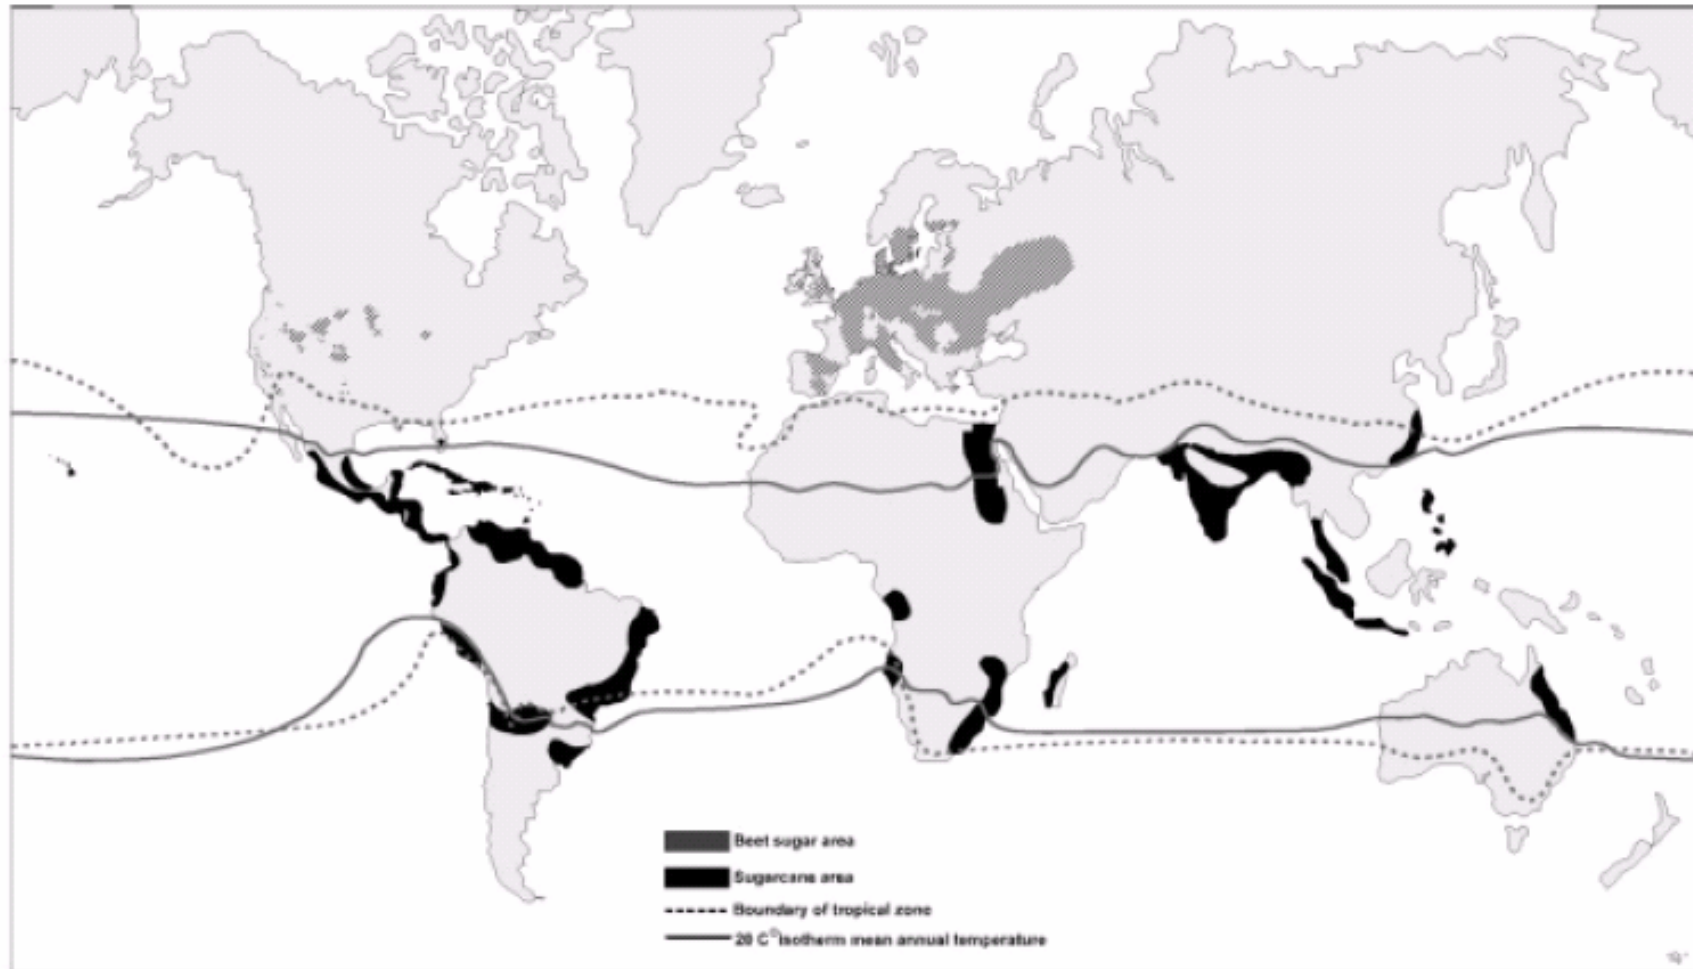 Beet sugar area
Sugarcane area
Boundary of tropical zone
20 C° Isotherm mean annual temperature